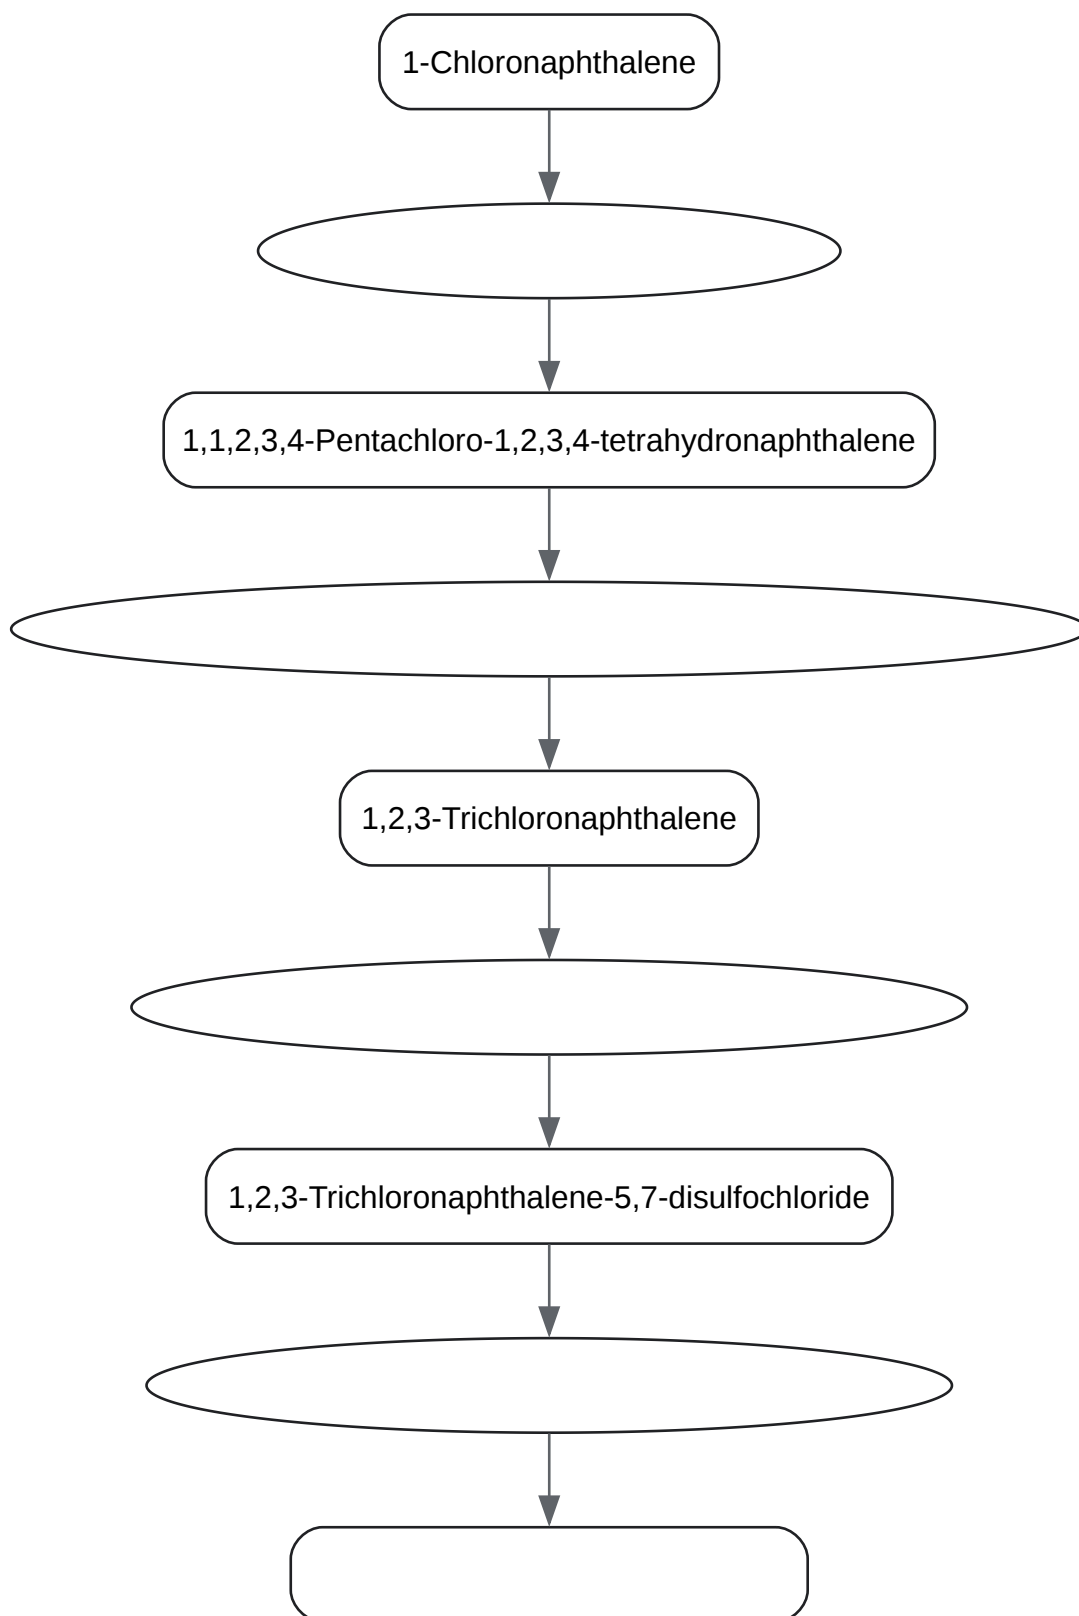 1-Chloronaphthalene
1,1,2,3,4-Pentachloro-1,2,3,4-tetrahydronaphthalene
1,2,3-Trichloronaphthalene
1,2,3-Trichloronaphthalene-5,7-disulfochloride